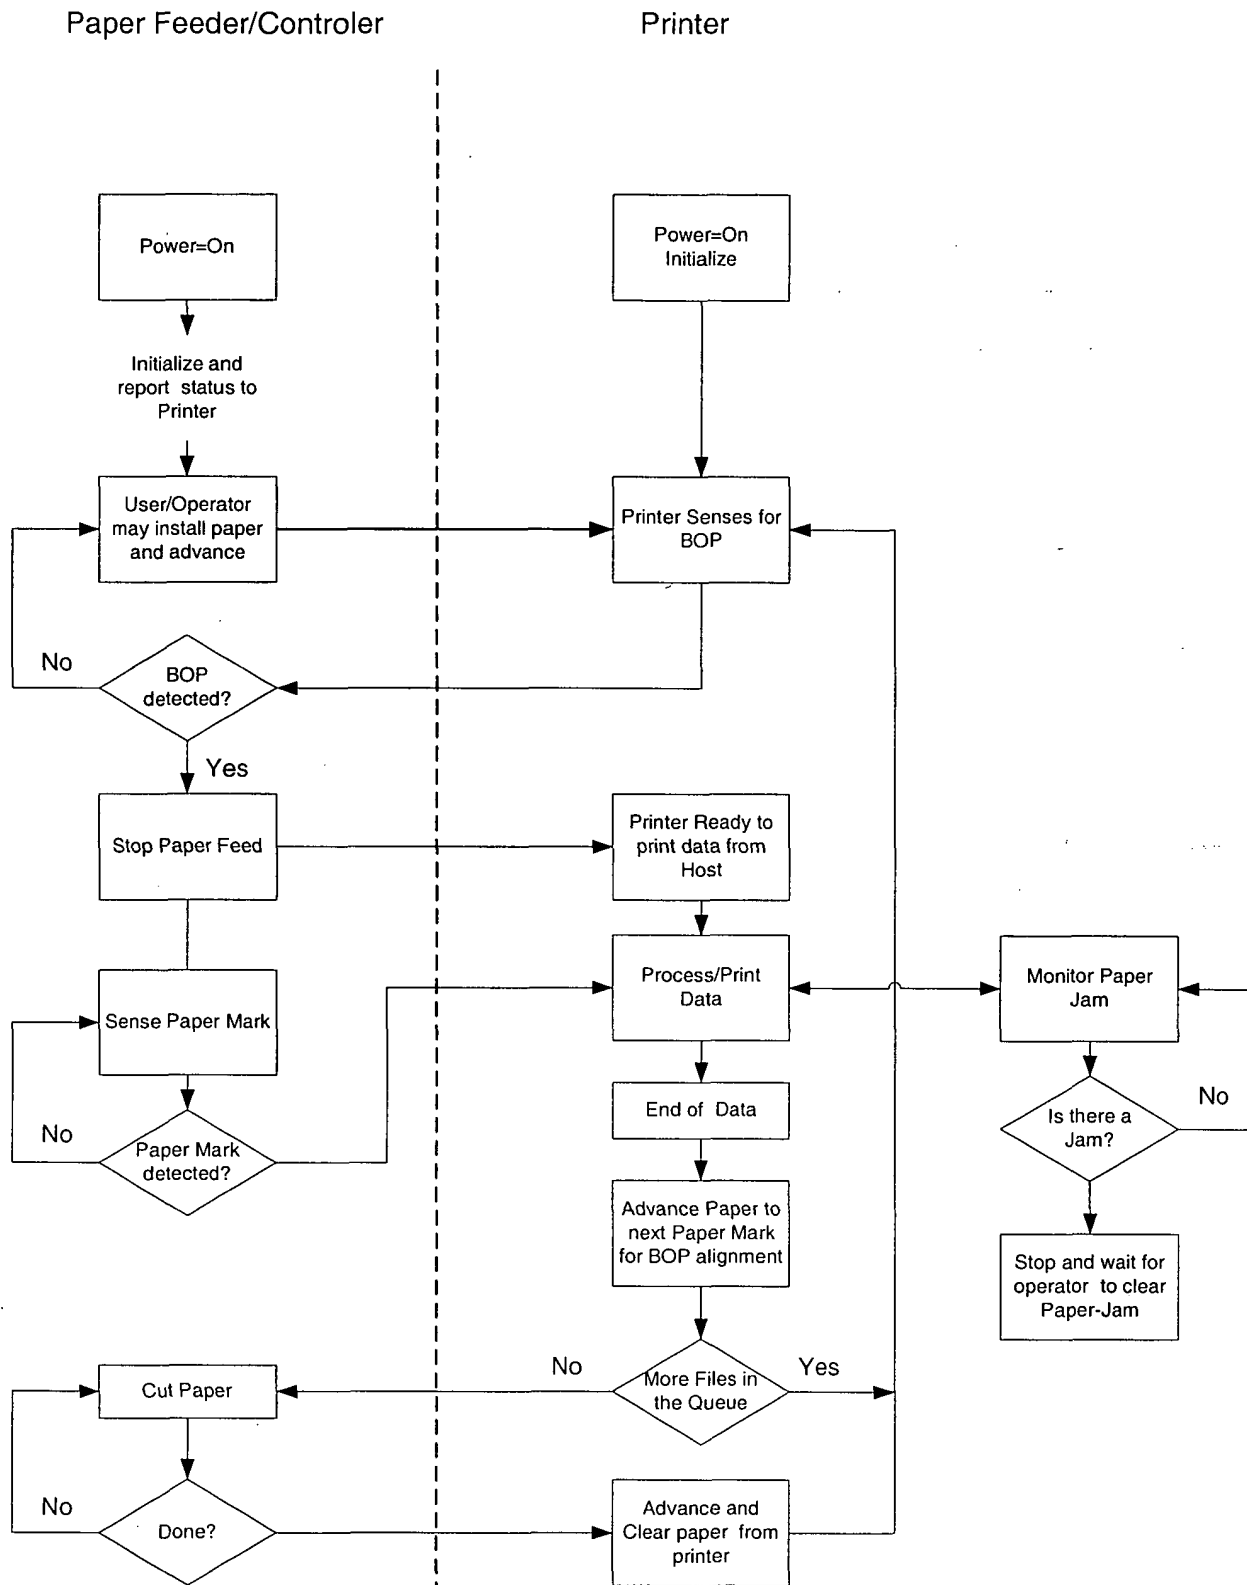 Paper Feeder/Controler
Printer
Power=On
Power=On
Initialize
Initialize and
report status to
Printer
User/Operator
may install paper
and advance
Printer Senses for
BOP
No
BOP
detected?
Yes
Stop Paper Feed
Printer Ready to
print data from
Host
Sense Paper Mark
Process/Print
Data
Monitor Paper
Jam
No
Paper Mark
detected?
End of Data
Is there a
Jam?
No
Advance Paper to
next Paper Mark
for BOP alignment
Stop and wait for
operator to clear
Paper-Jam
Cut Paper
No
More Files in
the Queue
Yes
No
Done?
Advance and
Clear paper from
printer